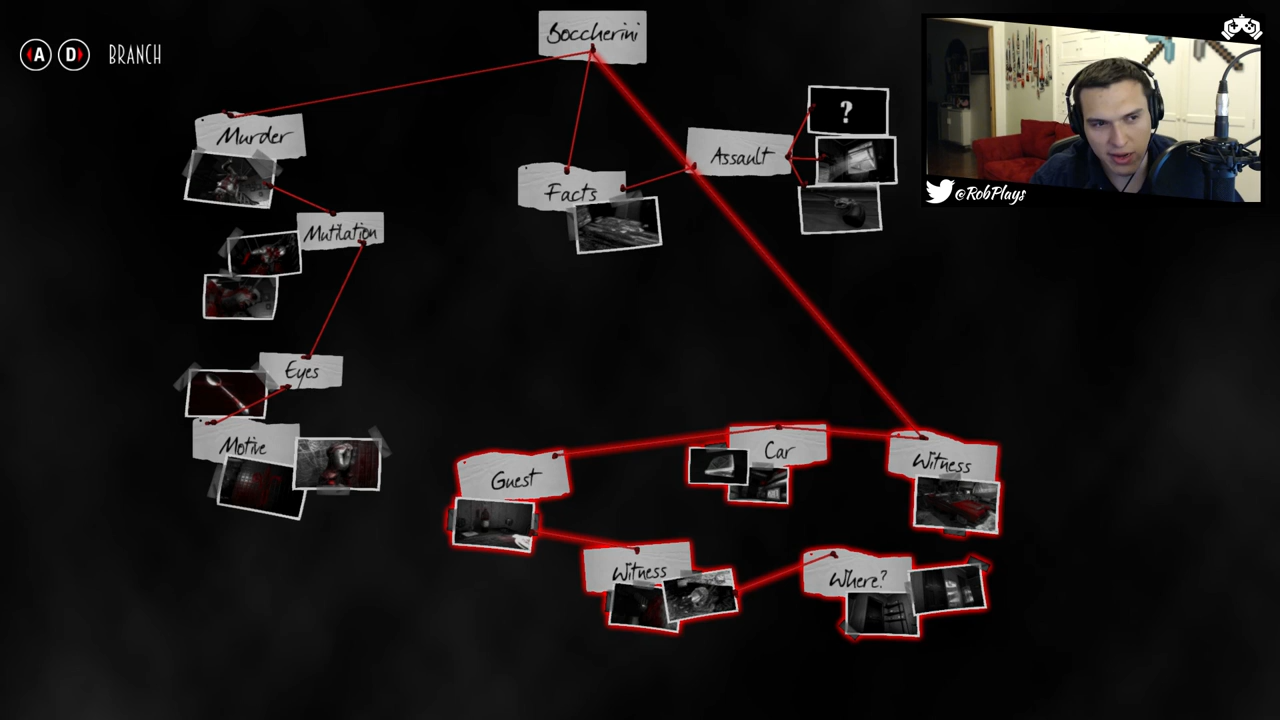 A D BRANCH
Boccherini
Murder
Assault
?
Facts
@RobPlays
Mutilation
Eyes
Motive
Guest
Car
Witness
Witness
Where?